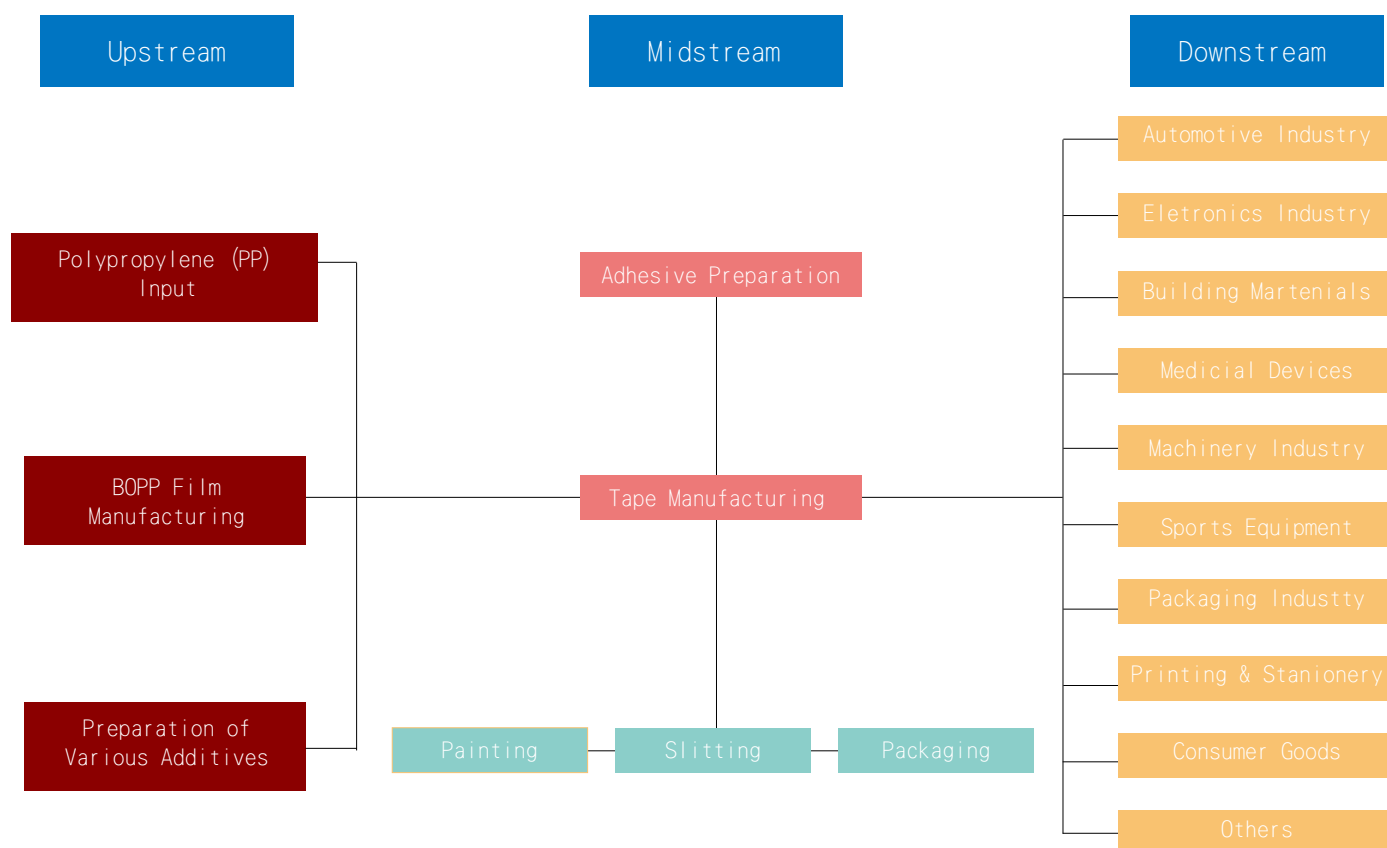 Upstream
Midstream
Downstream
Polypropylene (PP)
Input
BOPP Film
Manufacturing
Preparation of
Various Additives
Adhesive Preparation
Tape Manufacturing
Painting
Slitting
Packaging
Automotive Industry
Eletronics Industry
Building Martenials
Medicial Devices
Machinery Industry
Sports Equipment
Packaging Industty
Printing & Stanionery
Consumer Goods
Others